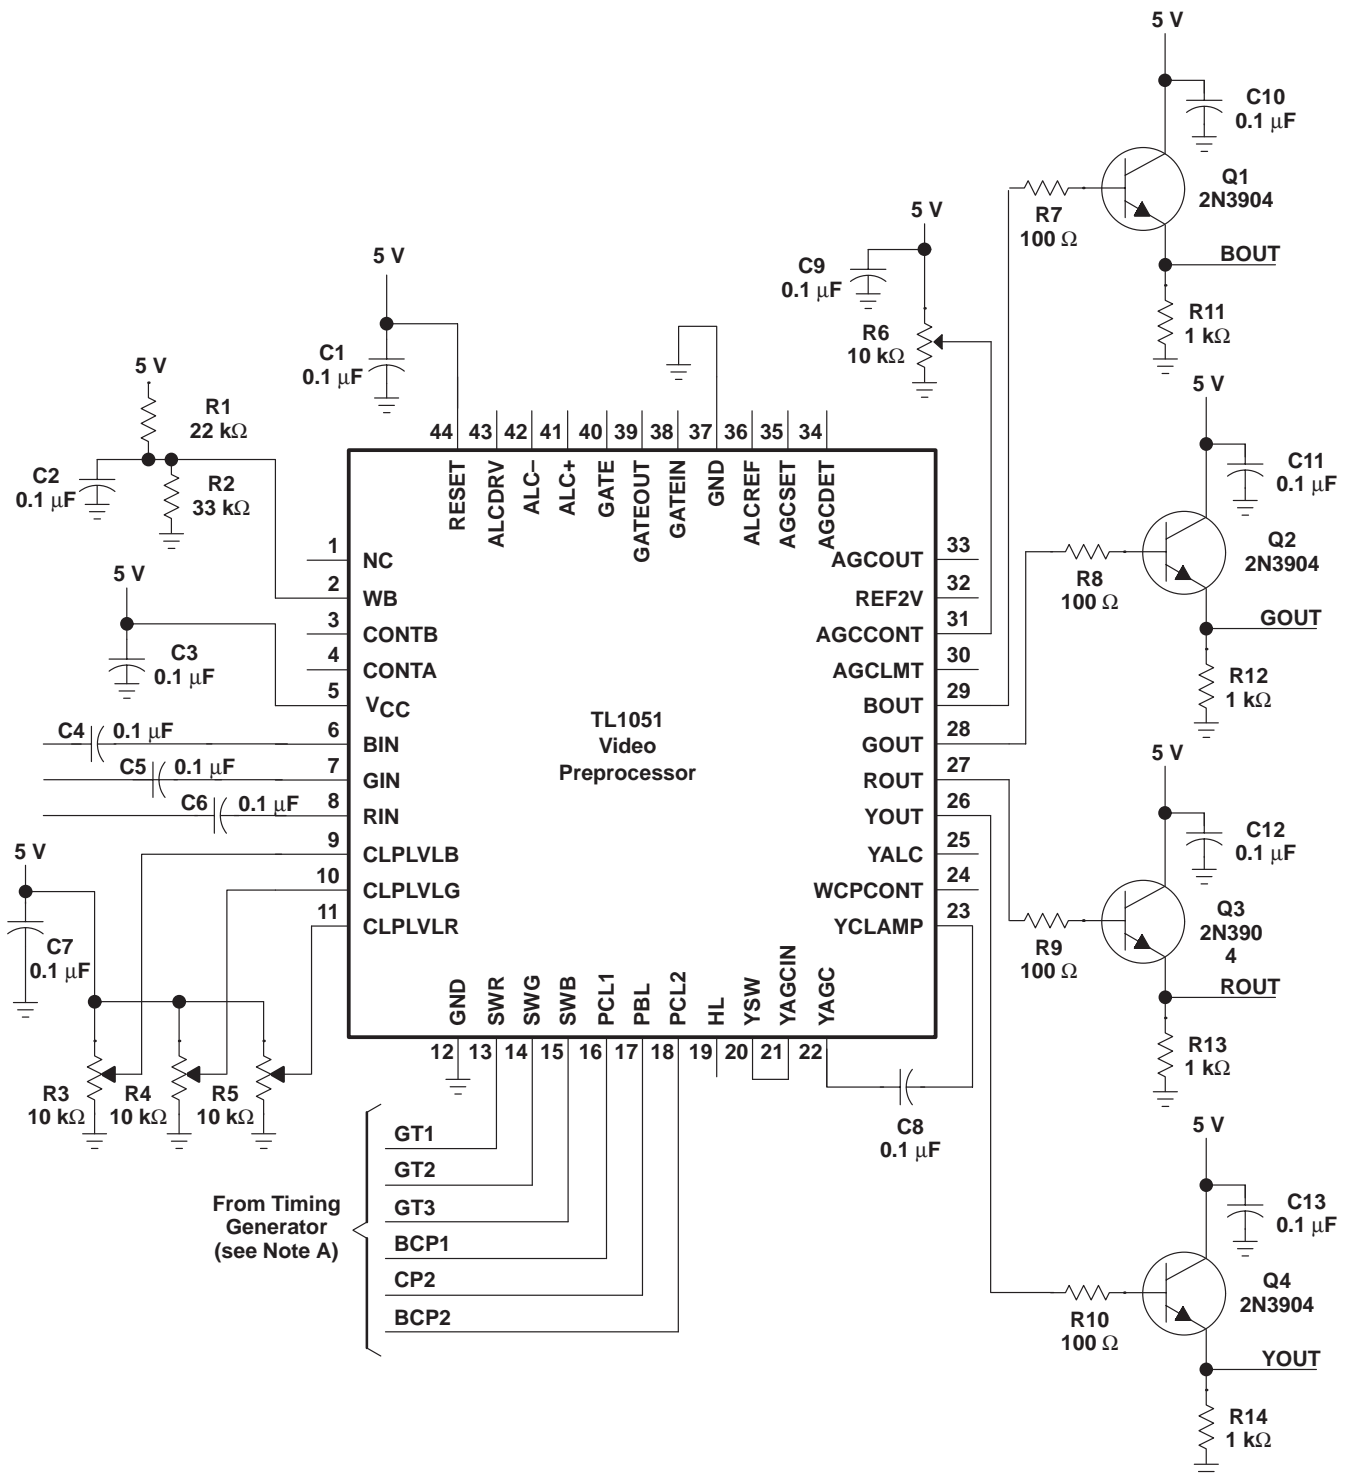 5 V
C10
0.1 μF
Q1
2N3904
R7
100 Ω
BOUT
R11
1 kΩ
5 V
C9
0.1 μF
R6
10 kΩ
5 V
C1
0.1 μF
5 V
R1
22 kΩ
C2
0.1 μF
R2
33 kΩ
5 V
C3
0.1 μF
C4
0.1 μF
C5
0.1 μF
C6
0.1 μF
5 V
C7
0.1 μF
R3
10 kΩ
R4
10 kΩ
R5
10 kΩ
44
43
42
41
40
39
38
37
36
35
34
RESET
ALCDRV
ALC–
ALC+
GATE
GATEOUT
GATEIN
GND
ALCREF
AGCSET
AGCDET
1
NC
2
WB
3
CONTB
4
CONTA
5
VCC
6
BIN
7
GIN
8
RIN
9
CLPLVLB
10
CLPLVLG
11
CLPLVLR
TL1051
Video
Preprocessor
AGCOUT
33
REF2V
32
AGCCONT
31
AGCLMT
30
BOUT
29
GOUT
28
ROUT
27
YOUT
26
YALC
25
WCPCONT
24
YCLAMP
23
GND
SWR
SWG
SWB
PCL1
PBL
PCL2
HL
YSW
YAGCIN
YAGC
12
13
14
15
16
17
18
19
20
21
22
C8
0.1 μF
From Timing
Generator
(see Note A)
GT1
GT2
GT3
BCP1
CP2
BCP2
5 V
C11
0.1 μF
Q2
2N3904
R8
100 Ω
GOUT
R12
1 kΩ
5 V
C12
0.1 μF
Q3
2N390
4
R9
100 Ω
ROUT
R13
1 kΩ
5 V
C13
0.1 μF
Q4
2N3904
R10
100 Ω
YOUT
R14
1 kΩ